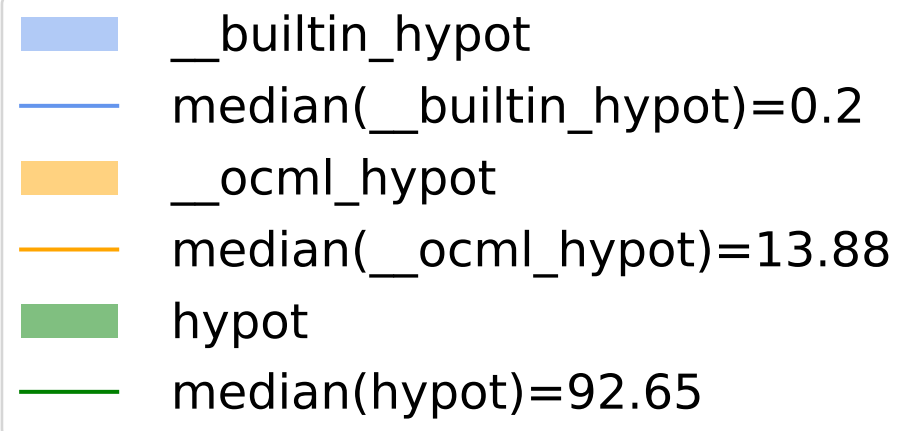 __builtin_hypot
median(__builtin_hypot)=0.2
__ocml_hypot
median(__ocml_hypot)=13.88
hypot
median(hypot)=92.65